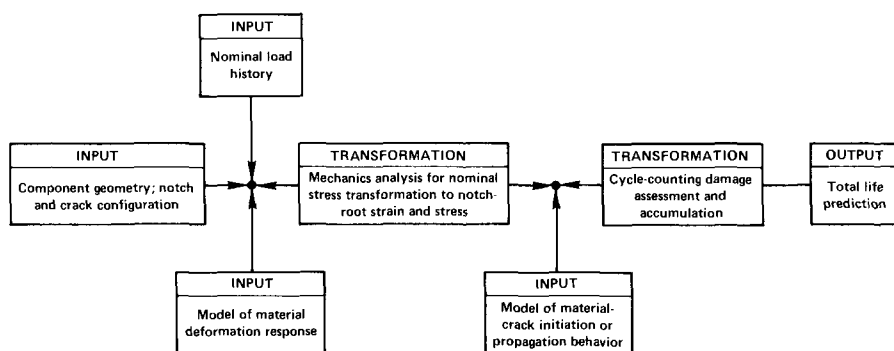 INPUT
Nominal load
history
INPUT
Component geometry; notch
and crack configuration
TRANSFORMATION
Mechanics analysis for nominal
stress transformation to notch-
root strain and stress
TRANSFORMATION
Cycle-counting damage
assessment and
accumulation
OUTPUT
Total life
prediction
INPUT
Model of material
deformation response
INPUT
Model of material-
crack initiation or
propagation behavior